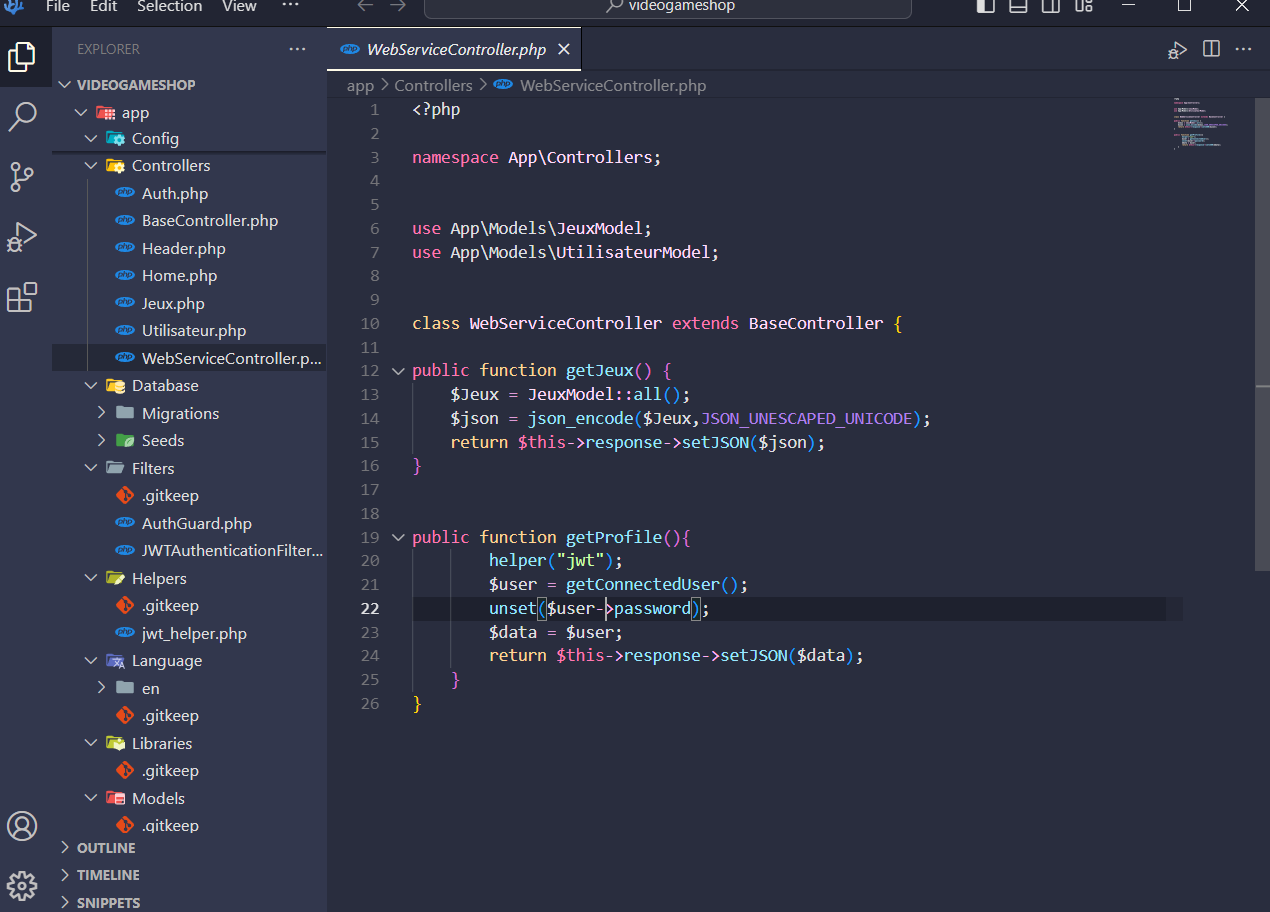 File Edit Selection View ···
videogameshop
EXPLORER ···
VIDEOGAMESHOP
app
Config
Controllers
Auth.php
BaseController.php
Header.php
Home.php
Jeux.php
Utilisateur.php
WebServiceController.p...
Database
Migrations
Seeds
Filters
.gitkeep
AuthGuard.php
JWTAuthenticationFilter...
Helpers
.gitkeep
jwt_helper.php
Language
en
.gitkeep
Libraries
.gitkeep
Models
.gitkeep
OUTLINE
TIMELINE
SNIPPETS
php WebServiceController.php
app > Controllers > php WebServiceController.php
1 <?php
2
3 namespace App\Controllers;
4
5
6 use App\Models\JeuxModel;
7 use App\Models\UtilisateurModel;
8
9
10 class WebServiceController extends BaseController {
11
12 public function getJeux() {
13 $Jeux = JeuxModel::all();
14 $json = json_encode($Jeux,JSON_UNESCAPED_UNICODE);
15 return $this->response->setJSON($json);
16 }
17
18
19 public function getProfile(){
20 helper("jwt");
21 $user = getConnectedUser();
22 unset($user->password);
23 $data = $user;
24 return $this->response->setJSON($data);
25 }
26 }